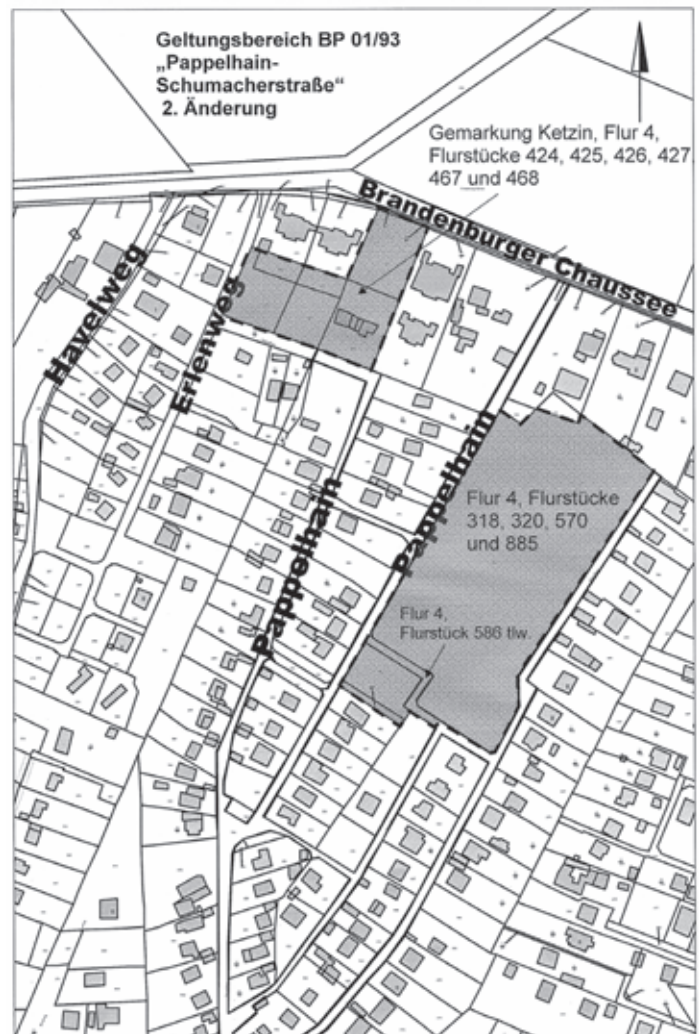 Geltungsbereich BP 01/93
„Pappelhain-
Schumacherstraße“
2. Änderung
Gemarkung Ketzin, Flur 4,
Flurstücke 424, 425, 426, 427,
467 und 468
Brandenburger Chaussee
Havelweg
Erlenweg
Pappelhain
Pappelhain
Flur 4, Flurstücke
318, 320, 570
und 885
Flur 4,
Flurstück 586 tlw.